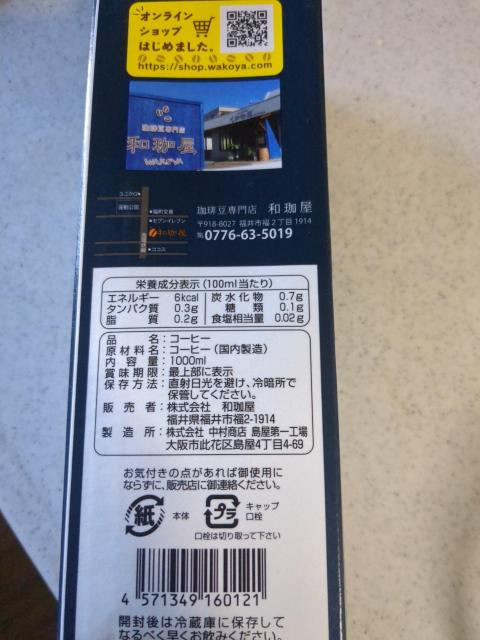 オンライン
ショップ
はじめました。
https://shop.wakoya.com
珈琲豆専門店
和珈屋
WAKOYA
ユニクロ
運動公園
福町交差
セブンイレブン
和珈屋
ココス
珈琲豆専門店 和珈屋
〒918-8027 福井市福2丁目1914
0776-63-5019
栄養成分表示(100ml当たり)
エネルギー 6kcal 炭水化物 0.7g
タンパク質 0.3g 糖類 0.1g
脂質 0.2g 食塩相当量 0.02g
品名:コーヒー
原材料名:コーヒー(国内製造)
内容量:1000ml
賞味期限:最上部に表示
保存方法:直射日光を避け、冷暗所で
保管してください。
販売者:株式会社 和珈屋
福井県福井市福2-1914
製造所:株式会社 中村商店 島屋第一工場
大阪市此花区島屋4丁目4-69
お気付きの点があれば御使用に
ならずに、販売店に御連絡ください。
紙 本体 プラ キャップ
口栓
口栓は切り取って下さい
4 571349 160121
開封後は冷蔵庫に保存して
なるべく早くお飲みください。